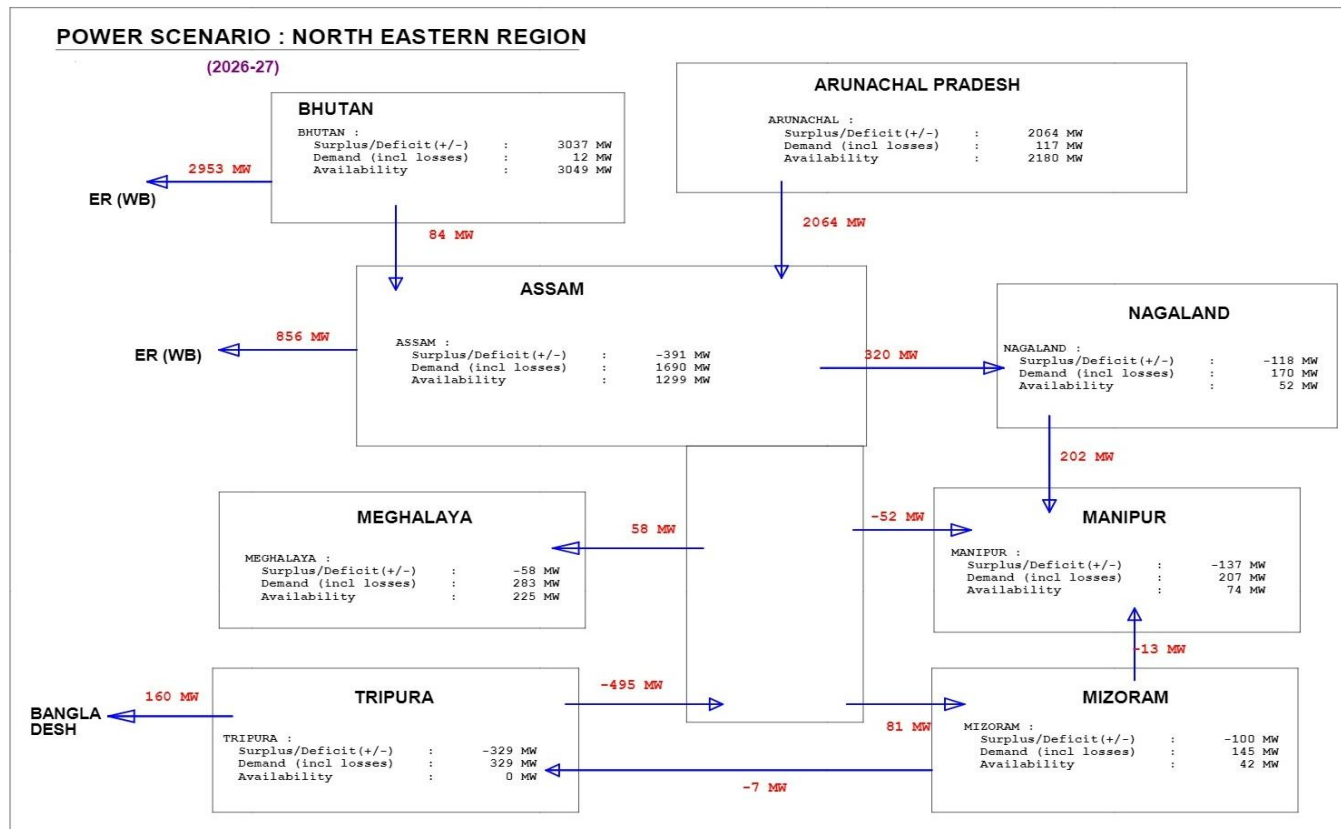 POWER SCENARIO : NORTH EASTERN REGION
(2026-27)
BHUTAN
BHUTAN :
Surplus/Deficit(+/-) : 3037 MW
Demand (incl losses) : 12 MW
Availability : 3049 MW
2953 MW
ER (WB)
84 MW
ARUNACHAL PRADESH
ARUNACHAL :
Surplus/Deficit(+/-) : 2064 MW
Demand (incl losses) : 117 MW
Availability : 2180 MW
2064 MW
ASSAM
ASSAM :
Surplus/Deficit(+/-) : -391 MW
Demand (incl losses) : 1690 MW
Availability : 1299 MW
856 MW
ER (WB)
320 MW
NAGALAND
NAGALAND :
Surplus/Deficit(+/-) : -118 MW
Demand (incl losses) : 170 MW
Availability : 52 MW
202 MW
MEGHALAYA
MEGHALAYA :
Surplus/Deficit(+/-) : -58 MW
Demand (incl losses) : 283 MW
Availability : 225 MW
58 MW
-52 MW
MANIPUR
MANIPUR :
Surplus/Deficit(+/-) : -137 MW
Demand (incl losses) : 207 MW
Availability : 74 MW
-13 MW
TRIPURA
TRIPURA :
Surplus/Deficit(+/-) : -329 MW
Demand (incl losses) : 329 MW
Availability : 0 MW
160 MW
BANGLA
DESH
-495 MW
81 MW
MIZORAM
MIZORAM :
Surplus/Deficit(+/-) : -100 MW
Demand (incl losses) : 145 MW
Availability : 42 MW
-7 MW